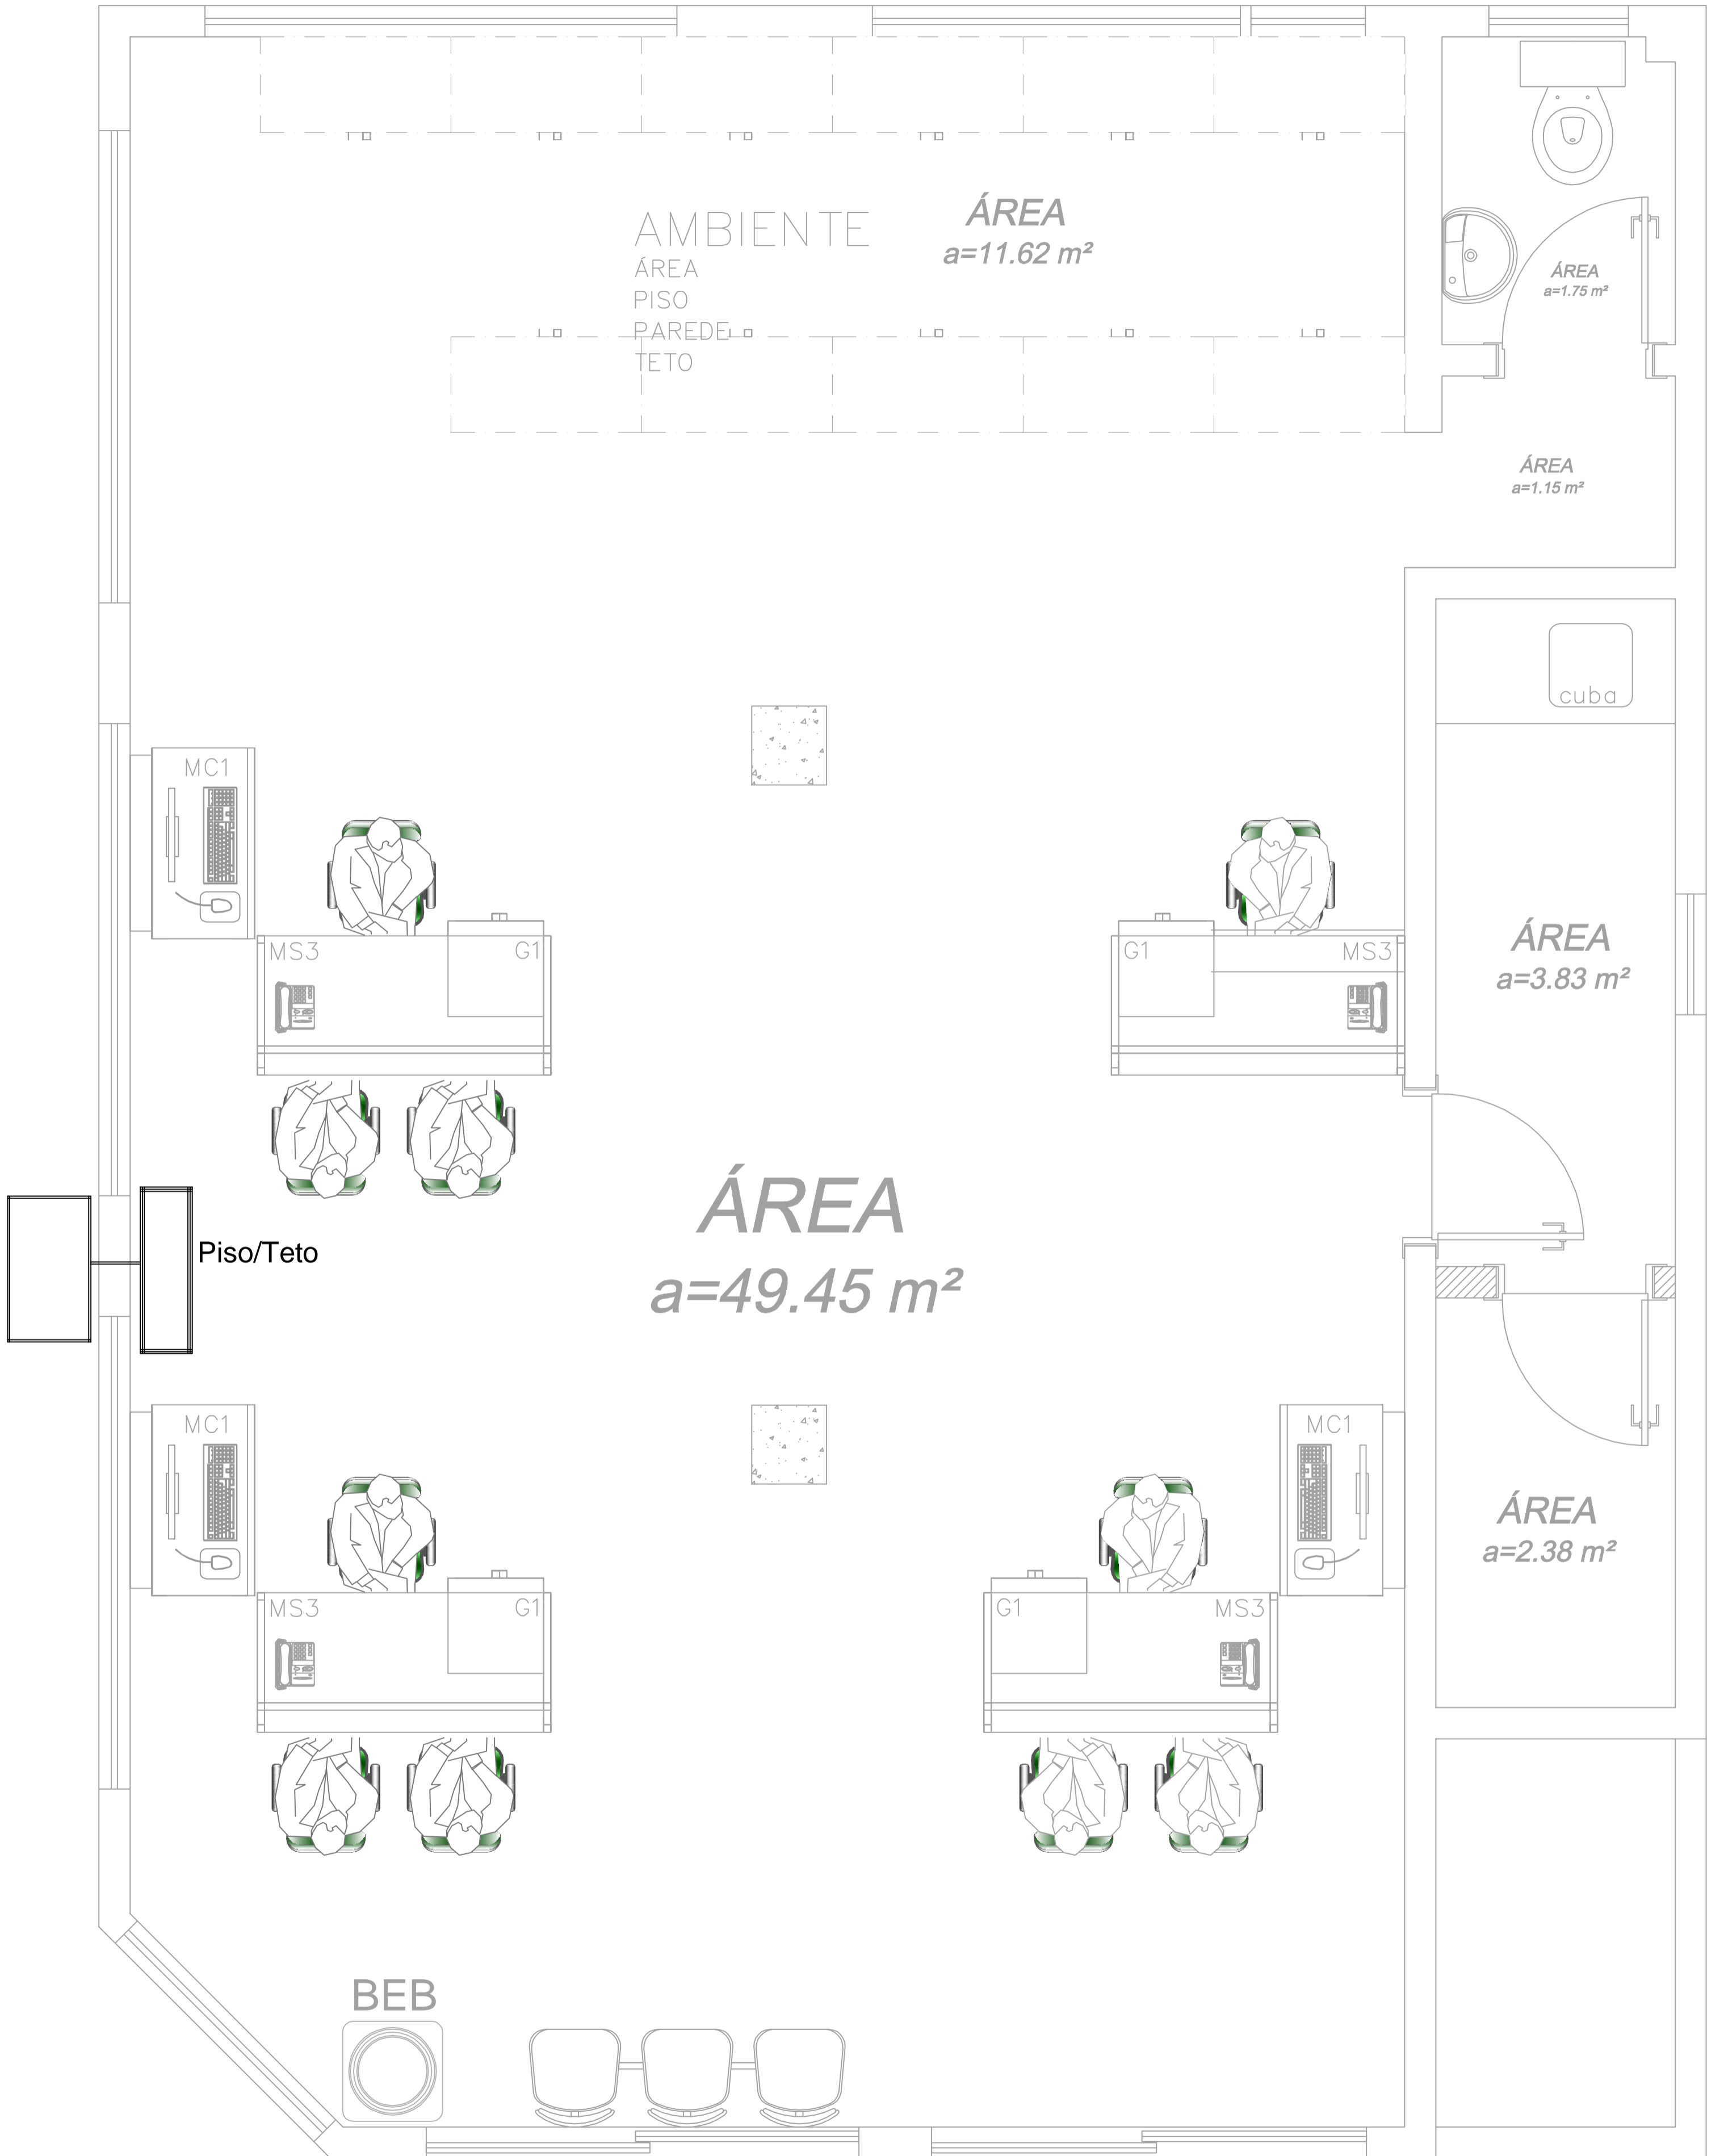 AMBIENTE
ÁREA
PISO
PAREDE
TETO
ÁREA
a=11.62 m²
ÁREA
a=1.75 m²
ÁREA
a=1.15 m²
cuba
MC1
MS3
G1
G1
MS3
ÁREA
a=3.83 m²
Piso/Teto
ÁREA
a=49.45 m²
MC1
MC1
MS3
G1
G1
MS3
ÁREA
a=2.38 m²
BEB